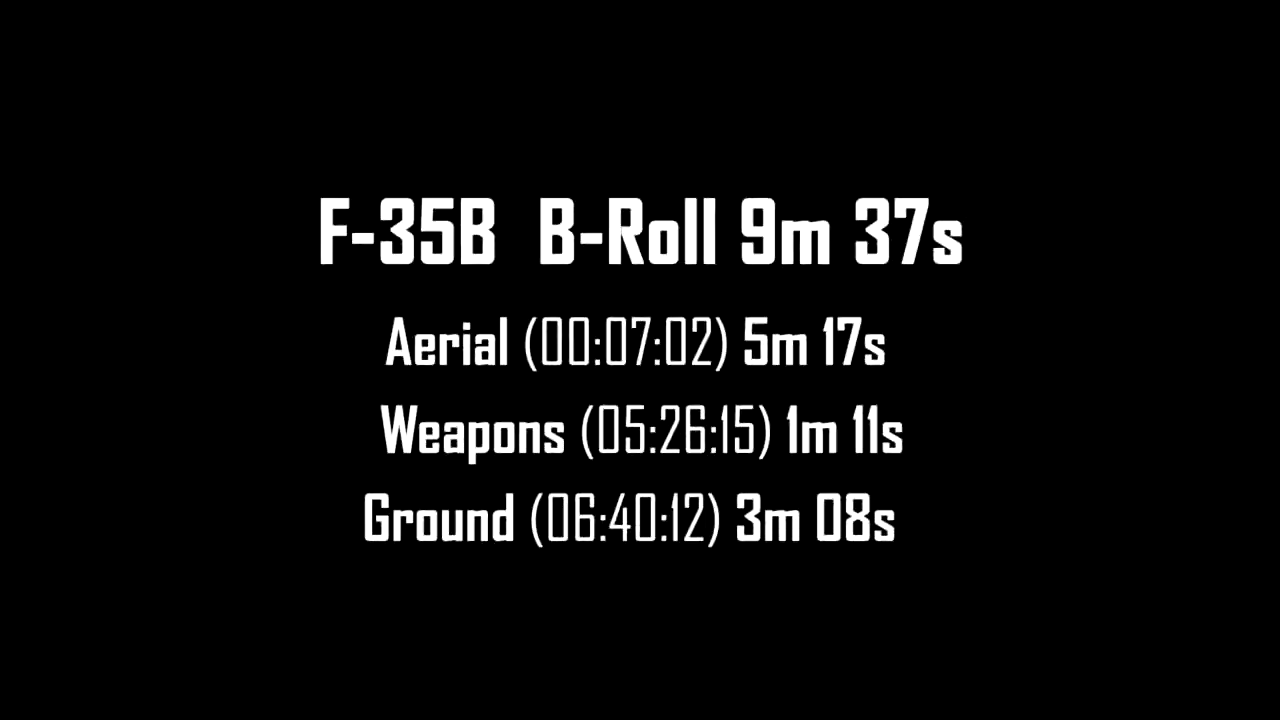 F-35B  B-Roll 9m 37s
Aerial (00:07:02) 5m 17s
Weapons (05:26:15) 1m 11s
Ground (06:40:12) 3m 08s